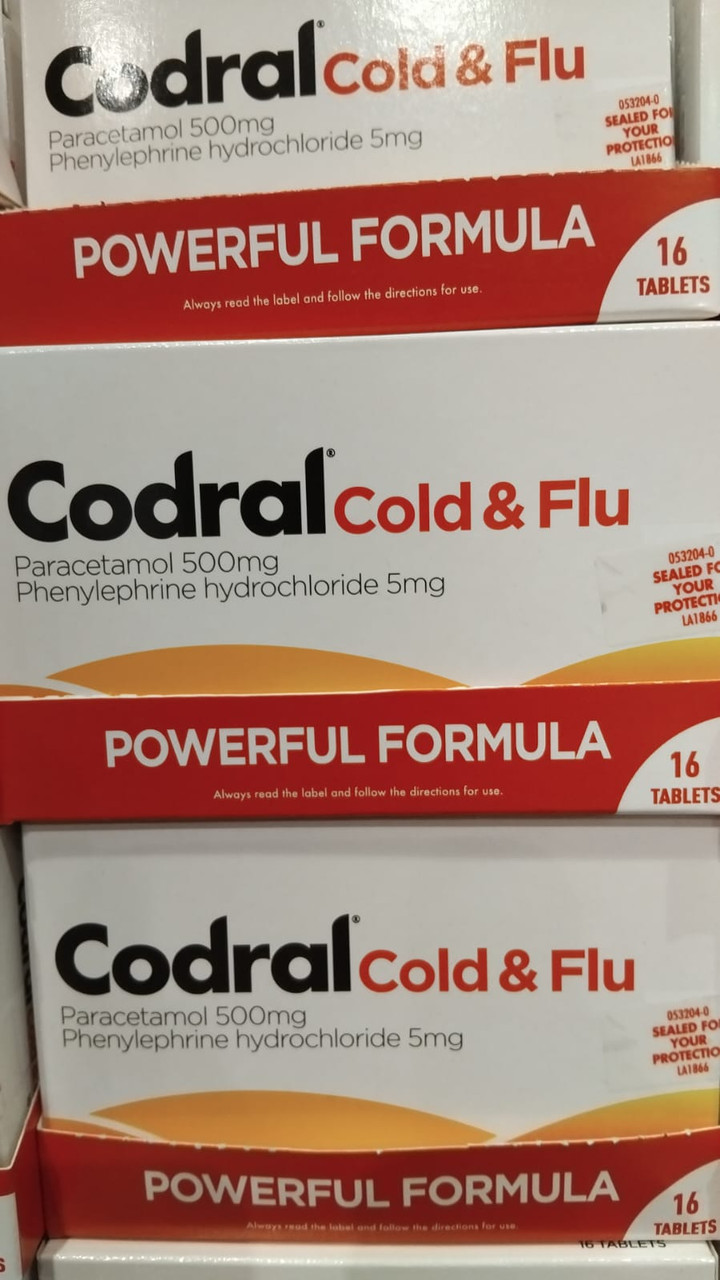 Codral® Cold & Flu
Paracetamol 500mg
Phenylephrine hydrochloride 5mg
053204-0
SEALED FOR
YOUR
PROTECTIO
LA1866
POWERFUL FORMULA
Always read the label and follow the directions for use.
16
TABLETS
Codral® Cold & Flu
Paracetamol 500mg
Phenylephrine hydrochloride 5mg
053204-0
SEALED FO
YOUR
PROTECTI
LA1866
POWERFUL FORMULA
Always read the label and follow the directions for use.
16
TABLETS
Codral® Cold & Flu
Paracetamol 500mg
Phenylephrine hydrochloride 5mg
053204-0
SEALED FO
YOUR
PROTECTIO
LA1866
POWERFUL FORMULA
Always read the label and follow the directions for use.
16
TABLETS
16 TABLETS
S